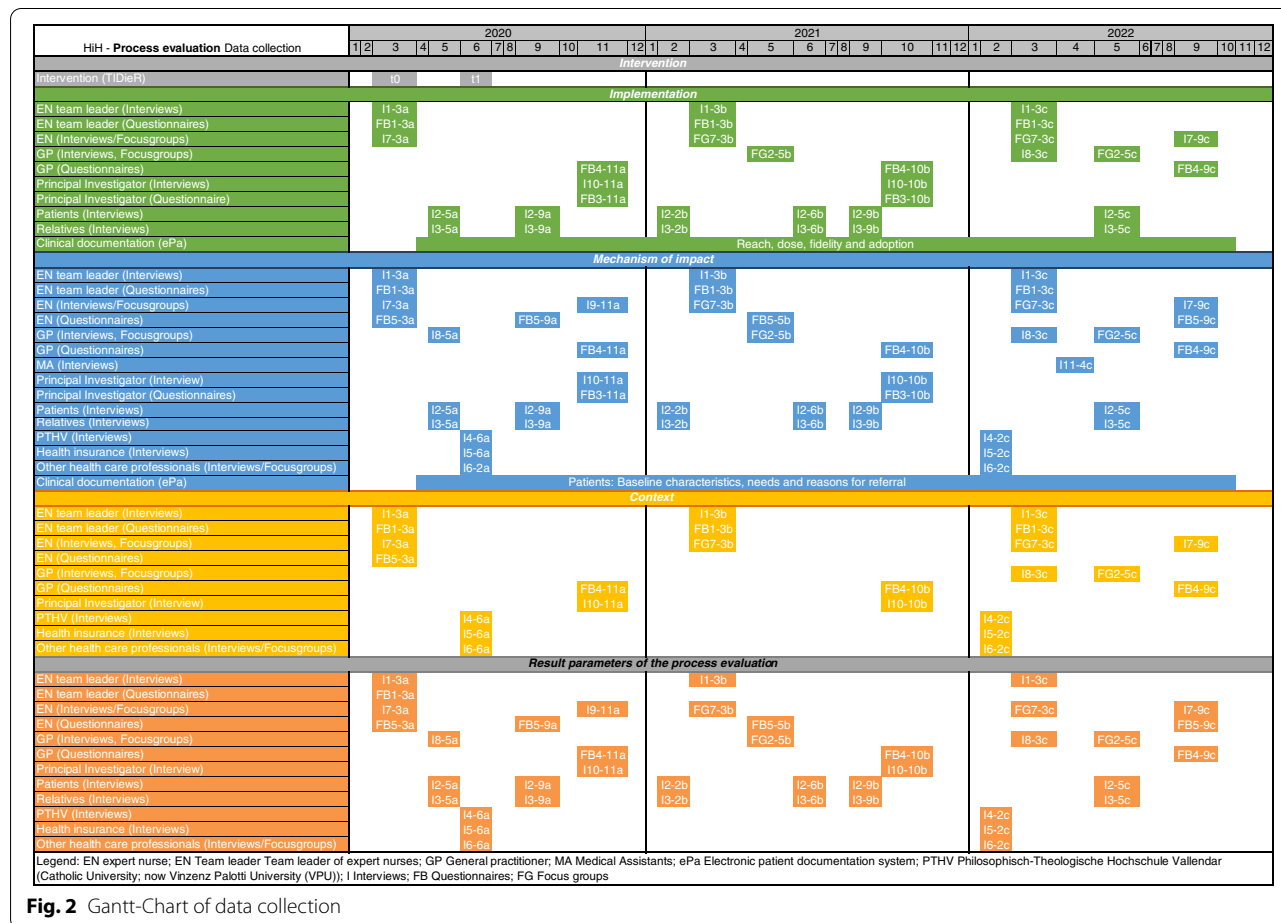 2020 2021 2022
HiH - Process evaluation Data collection 1 2 3 4 5 6 7 8 9 10 11 12 1 2 3 4 5 6 7 8 9 10 11 12 1 2 3 4 5 6 7 8 9 10 11 12
Intervention
Intervention (TIDieR) t0 t1
Implementation
EN team leader (Interviews) I1-3a I1-3b I1-3c
EN team leader (Questionnaires) FB1-3a FB1-3b FB1-3c
EN (Interviews/Focusgroups) I7-3a FG7-3b FG7-3c I7-9c
GP (Interviews, Focusgroups) FG2-5b I8-3c FG2-5c
GP (Questionnaires) FB4-11a FB4-10b FB4-9c
Principal Investigator (Interviews) I10-11a I10-10b
Principal Investigator (Questionnaire) FB3-11a FB3-10b
Patients (Interviews) I2-5a I2-9a I2-2b I2-6b I2-9b I2-5c
Relatives (Interviews) I3-5a I3-9a I3-2b I3-6b I3-9b I3-5c
Clinical documentation (ePa) Reach, dose, fidelity and adoption
Mechanism of impact
EN team leader (Interviews) I1-3a I1-3b I1-3c
EN team leader (Questionnaires) FB1-3a FB1-3b FB1-3c
EN (Interviews/Focusgroups) I7-3a I9-11a FG7-3b FG7-3c I7-9c
EN (Questionnaires) FB5-3a FB5-9a FB5-5b FB5-9c
GP (Interviews, Focusgroups) I8-5a FG2-5b I8-3c FG2-5c
GP (Questionnaires) FB4-11a FB4-10b FB4-9c
MA (Interviews) I11-4c
Principal Investigator (Interview) I10-11a I10-10b
Principal Investigator (Questionnaires) FB3-11a FB3-10b
Patients (Interviews) I2-5a I2-9a I2-2b I2-6b I2-9b I2-5c
Relatives (Interviews) I3-5a I3-9a I3-2b I3-6b I3-9b I3-5c
PTHV (Interviews) I4-6a I4-2c
Health insurance (Interviews) I5-6a I5-2c
Other health care professionals (Interviews/Focusgroups) I6-2a I6-2c
Clinical documentation (ePa) Patients: Baseline characteristics, needs and reasons for referral
Context
EN team leader (Interviews) I1-3a I1-3b I1-3c
EN team leader (Questionnaires) FB1-3a FB1-3b FB1-3c
EN (Interviews, Focusgroups) I7-3a FG7-3b FG7-3c I7-9c
EN (Questionnaires) FB5-3a
GP (Interviews, Focusgroups) I8-3c FG2-5c
GP (Questionnaires) FB4-11a FB4-10b FB4-9c
Principal Investigator (Interview) I10-11a I10-10b
PTHV (Interviews) I4-6a I4-2c
Health insurance (Interviews) I5-6a I5-2c
Other health care professionals (Interviews/Focusgroups) I6-6a I6-2c
Result parameters of the process evaluation
EN team leader (Interviews) I1-3a I1-3b I1-3c
EN team leader (Questionnaires) FB1-3a
EN (Interviews/Focusgroups) I7-3a I9-11a FG7-3b FG7-3c I7-9c
EN (Questionnaires) FB5-3a FB5-9a FB5-5b FB5-9c
GP (Interviews, Focusgroups) I8-5a FG2-5b I8-3c FG2-5c
GP (Questionnaires) FB4-11a FB4-10b FB4-9c
Principal Investigator (Interview) I10-11a I10-10b
Patients (Interviews) I2-5a I2-9a I2-2b I2-6b I2-9b I2-5c
Relatives (Interviews) I3-5a I3-9a I3-2b I3-6b I3-9b I3-5c
PTHV (Interviews) I4-6a I4-2c
Health insurance (Interviews) I5-6a I5-2c
Other health care professionals (Interviews/Focusgroups) I6-6a I6-2c
Legend: EN expert nurse; EN Team leader Team leader of expert nurses; GP General practitioner; MA Medical Assistants; ePa Electronic patient documentation system; PTHV Philosophisch-Theologische Hochschule Vallendar
(Catholic University; now Vinzenz Palotti University (VPU)); I Interviews; FB Questionnaires; FG Focus groups
Fig. 2 Gantt-Chart of data collection